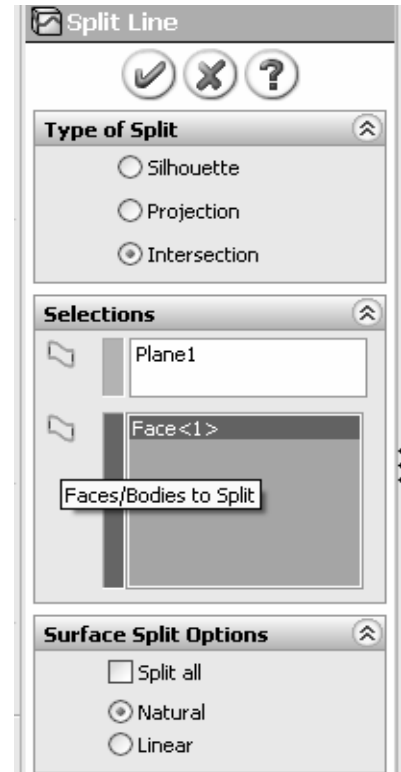 Split Line
?
Type of Split
Silhouette
Projection
Intersection
Selections
Plane1
Face<1>
Faces/Bodies to Split
Surface Split Options
Split all
Natural
Linear